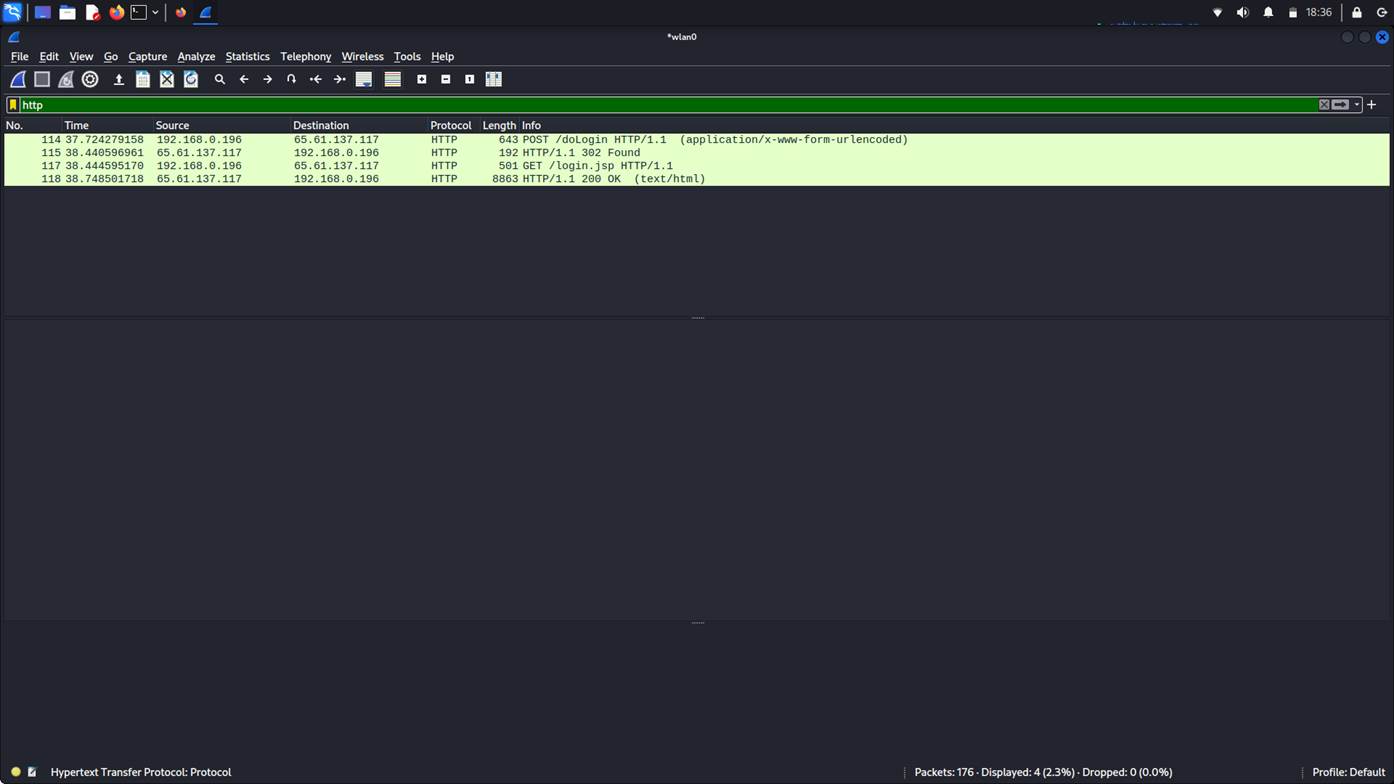 18:36
*wlan0
File Edit View Go Capture Analyze Statistics Telephony Wireless Tools Help
http
No. Time Source Destination Protocol Length Info
114 37.724279158 192.168.0.196 65.61.137.117 HTTP 643 POST /doLogin HTTP/1.1 (application/x-www-form-urlencoded)
115 38.440596961 65.61.137.117 192.168.0.196 HTTP 192 HTTP/1.1 302 Found
117 38.444595170 192.168.0.196 65.61.137.117 HTTP 501 GET /login.jsp HTTP/1.1
118 38.748501718 65.61.137.117 192.168.0.196 HTTP 8863 HTTP/1.1 200 OK (text/html)
Hypertext Transfer Protocol: Protocol Packets: 176 · Displayed: 4 (2.3%) · Dropped: 0 (0.0%) Profile: Default